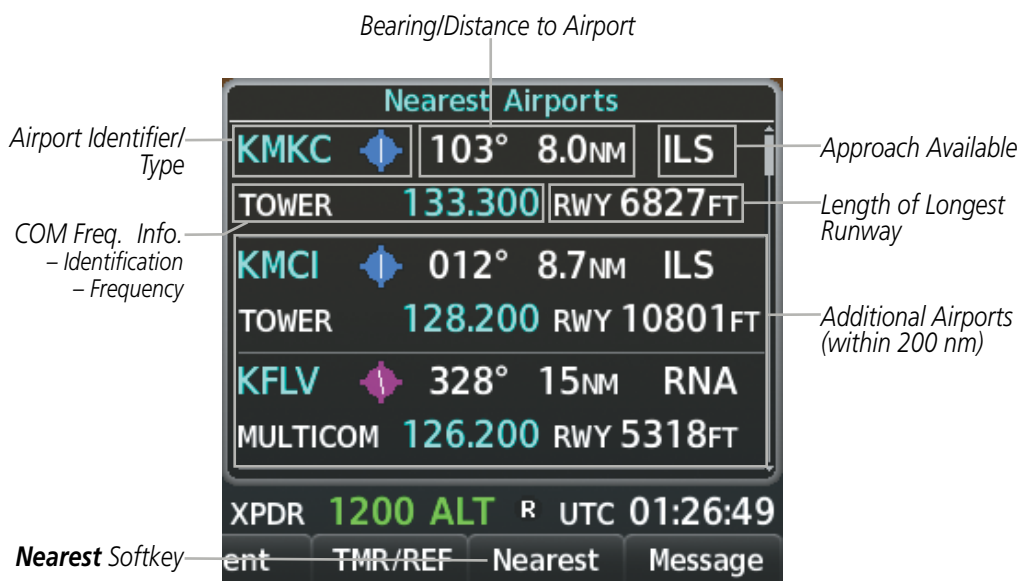 Bearing/Distance to Airport
Nearest Airports
Airport Identifier/
Type
KMKC 103° 8.0NM ILS
Approach Available
TOWER 133.300 RWY 6827FT
Length of Longest
Runway
COM Freq. Info.
– Identification
– Frequency
KMCI 012° 8.7NM ILS
TOWER 128.200 RWY 10801FT
Additional Airports
(within 200 nm)
KFLV 328° 15NM RNA
MULTICOM 126.200 RWY 5318FT
XPDR 1200 ALT R UTC 01:26:49
Nearest Softkey
ent TMR/REF Nearest Message